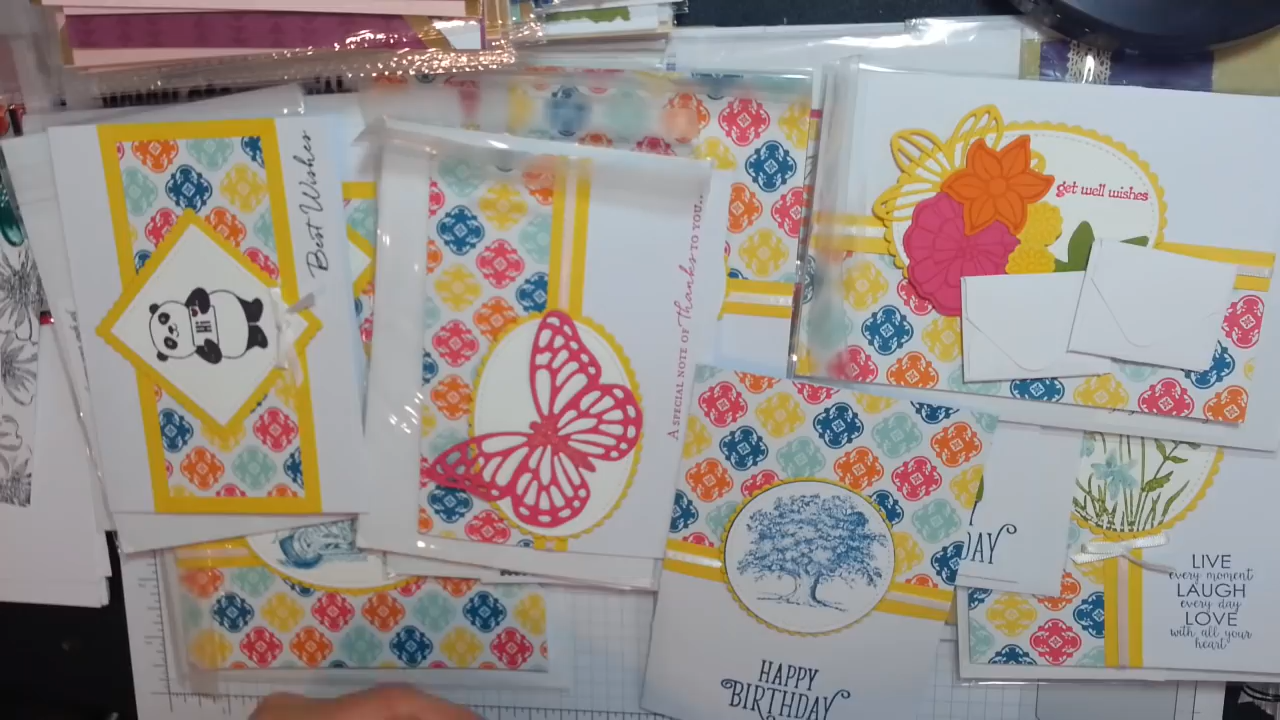 Best Wishes
Hi
A SPECIAL NOTE OF thanks TO YOU..
get well wishes
HAPPY
BIRTHDAY
DAY
LIVE
every moment
LAUGH
every day
LOVE
with all your
heart